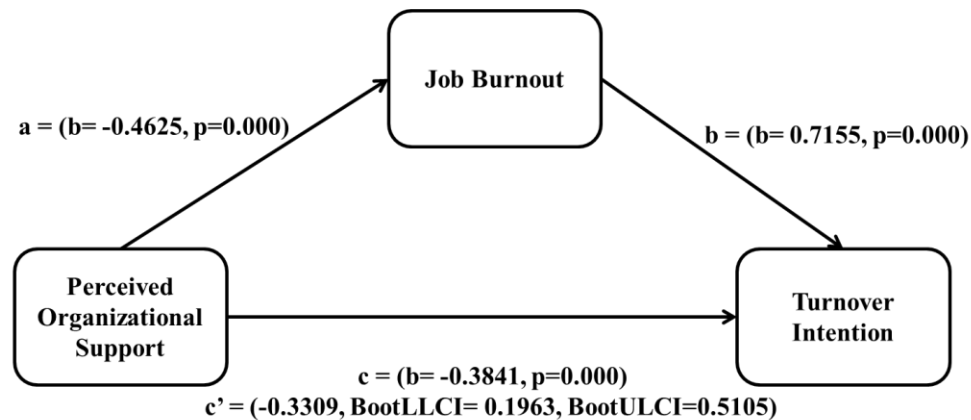 Job Burnout
a = (b= -0.4625, p=0.000)
b = (b= 0.7155, p=0.000)
Perceived
Organizational
Support
Turnover
Intention
c = (b= -0.3841, p=0.000)
c’ = (-0.3309, BootLLCI= 0.1963, BootULCI=0.5105)